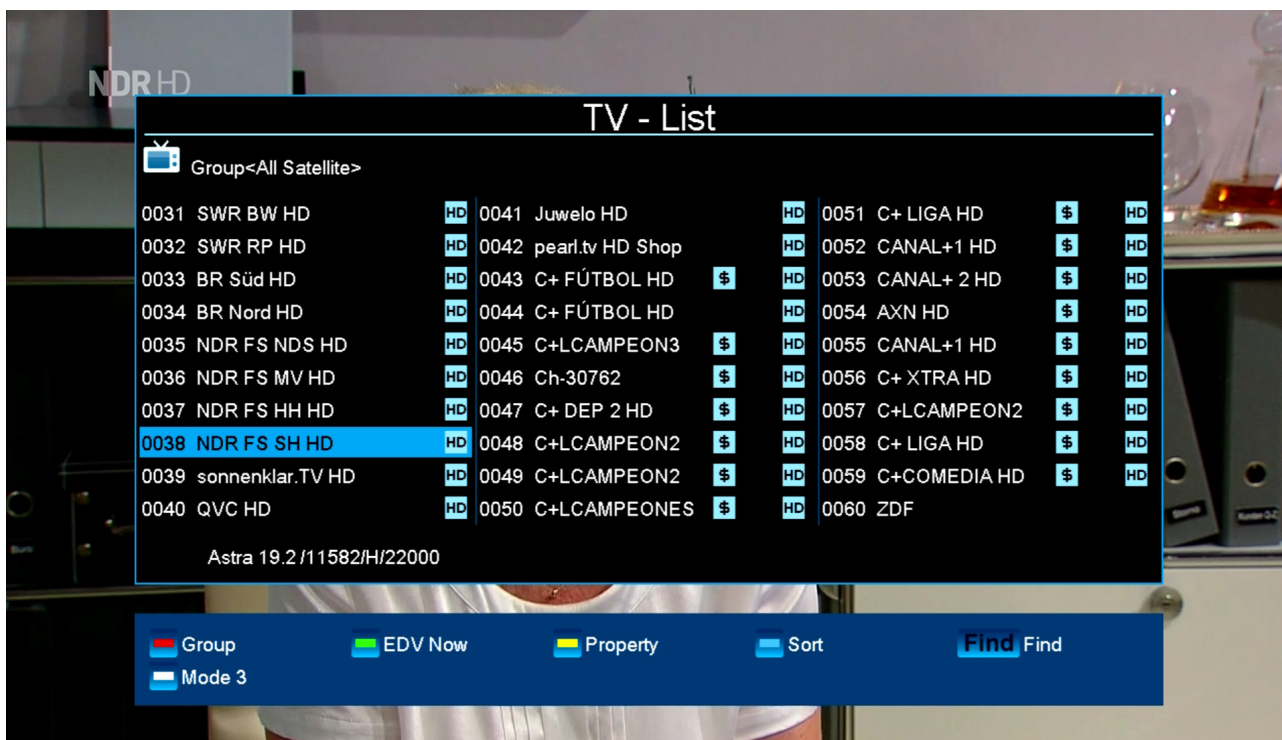 NDR HD
TV - List
Group<All Satellite>
0031 SWR BW HD HD
0032 SWR RP HD HD
0033 BR Süd HD HD
0034 BR Nord HD HD
0035 NDR FS NDS HD HD
0036 NDR FS MV HD HD
0037 NDR FS HH HD HD
0038 NDR FS SH HD HD
0039 sonnenklar.TV HD HD
0040 QVC HD HD
0041 Juwelo HD HD
0042 pearl.tv HD Shop HD
0043 C+ FÚTBOL HD $ HD
0044 C+ FÚTBOL HD HD
0045 C+LCAMPEON3 $ HD
0046 Ch-30762 $ HD
0047 C+ DEP 2 HD $ HD
0048 C+LCAMPEON2 $ HD
0049 C+LCAMPEON2 $ HD
0050 C+LCAMPEONES $ HD
0051 C+ LIGA HD $ HD
0052 CANAL+1 HD $ HD
0053 CANAL+ 2 HD $ HD
0054 AXN HD $ HD
0055 CANAL+1 HD $ HD
0056 C+ XTRA HD $ HD
0057 C+LCAMPEON2 $ HD
0058 C+ LIGA HD $ HD
0059 C+COMEDIA HD $ HD
0060 ZDF
Astra 19.2 /11582/H/22000
Büro
Storno
Group
EDV Now
Property
Sort
Find Find
Mode 3